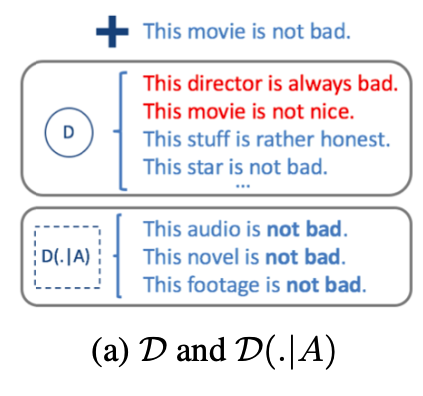 + This movie is not bad.
This director is always bad.
This movie is not nice.
D
This stuff is rather honest.
This star is not bad.
...
This audio is not bad.
D(.|A)
This novel is not bad.
This footage is not bad.
(a) 𝒟 and 𝒟(.|A)